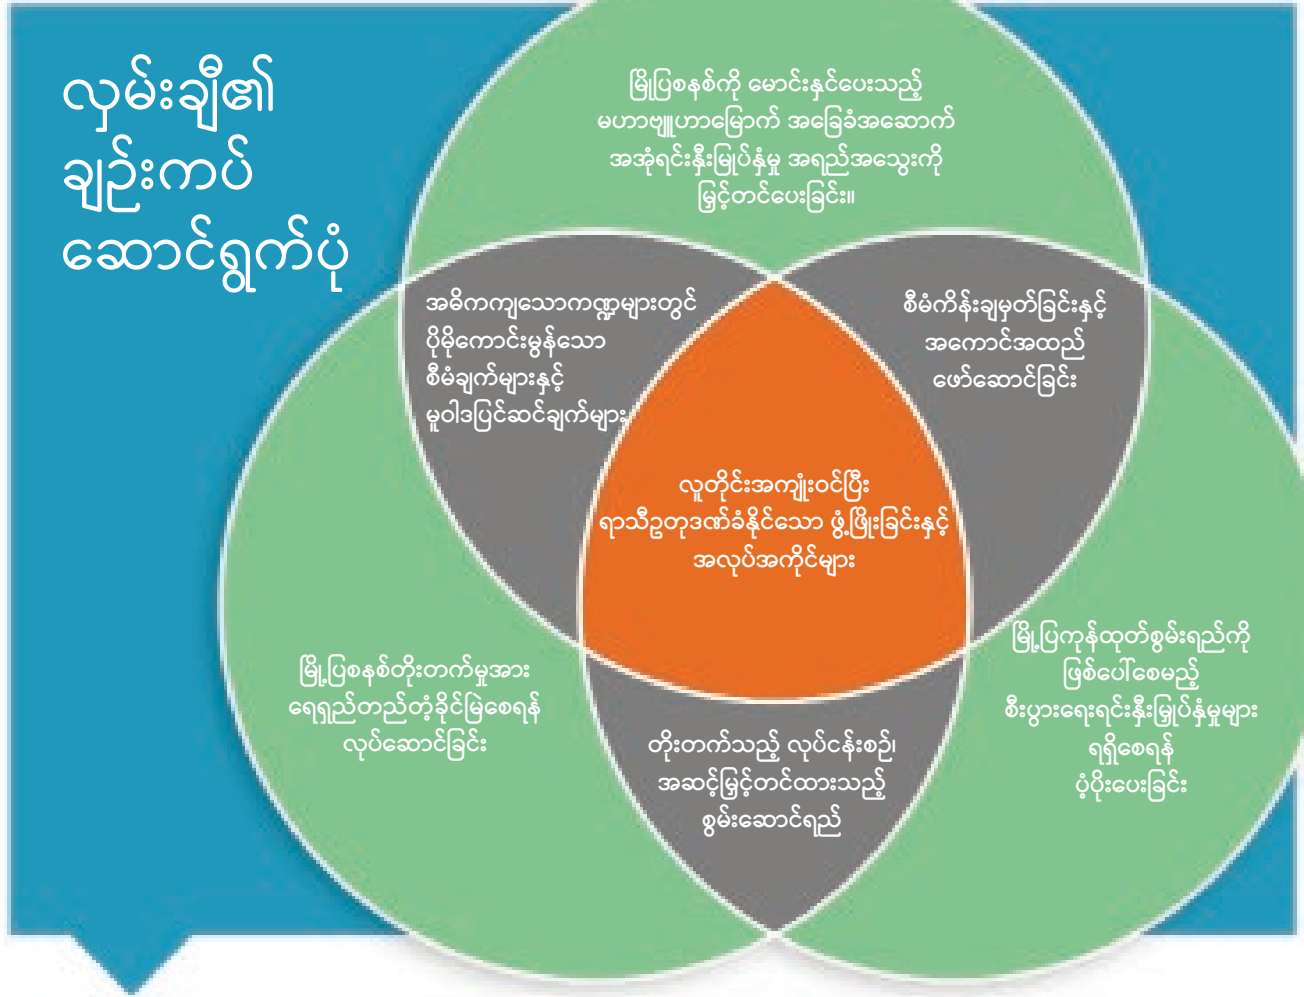 လှမ်းချီ၏
ချဉ်းကပ်
ဆောင်ရွက်ပုံ
မြို့ပြစနစ်ကို မောင်းနှင်ပေးသည့်
မဟာဗျူဟာမြောက် အခြေခံအဆောက်
အအုံရင်းနှီးမြုပ်နှံမှု အရည်အသွေးကို
မြှင့်တင်ပေးခြင်း။
အဓိကကျသောကဏ္ဍများတွင်
ပိုမိုကောင်းမွန်သော
စီမံချက်များနှင့်
မူဝါဒပြင်ဆင်ချက်များ
စီမံကိန်းချမှတ်ခြင်းနှင့်
အကောင်အထည်
ဖော်ဆောင်ခြင်း
လူတိုင်းအကျုံးဝင်ပြီး
ရာသီဥတုဒဏ်ခံနိုင်သော ဖွံ့ဖြိုးခြင်းနှင့်
အလုပ်အကိုင်များ
မြို့ပြစနစ်တိုးတက်မှုအား
ရေရှည်တည်တံ့ခိုင်မြဲစေရန်
လုပ်ဆောင်ခြင်း
တိုးတက်သည့် လုပ်ငန်းစဉ်၊
အဆင့်မြှင့်တင်ထားသည့်
စွမ်းဆောင်ရည်
မြို့ပြကုန်ထုတ်စွမ်းရည်ကို
ဖြစ်ပေါ်စေမည့်
စီးပွားရေးရင်းနှီးမြှုပ်နှံမှုများ
ရရှိစေရန်
ပံ့ပိုးပေးခြင်း